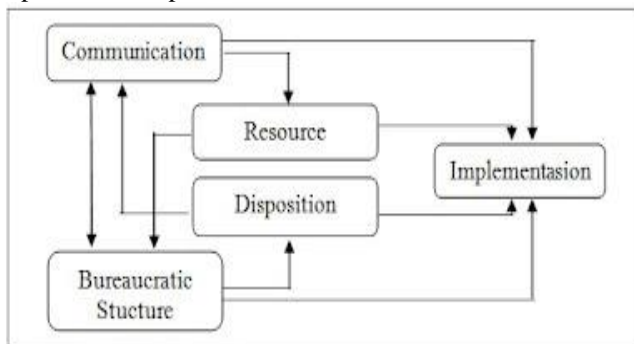 Communication
Resource
Implementasion
Disposition
Bureaucratic
Stucture